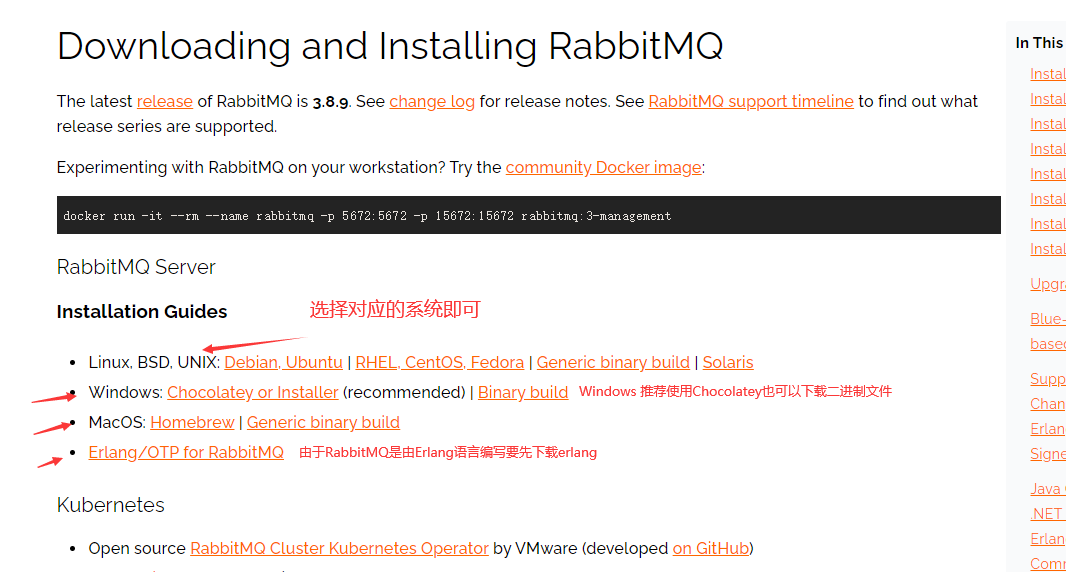 Downloading and Installing RabbitMQ
In This
The latest release of RabbitMQ is 3.8.9. See change log for release notes. See RabbitMQ support timeline to find out what
release series are supported.
Experimenting with RabbitMQ on your workstation? Try the community Docker image:
docker run -it --rm --name rabbitmq -p 5672:5672 -p 15672:15672 rabbitmq:3-management
RabbitMQ Server
Installation Guides
选择对应的系统即可
• Linux, BSD, UNIX: Debian, Ubuntu | RHEL, CentOS, Fedora | Generic binary build | Solaris
• Windows: Chocolatey or Installer (recommended) | Binary build
Windows 推荐使用Chocolatey也可以下载二进制文件
• MacOS: Homebrew | Generic binary build
• Erlang/OTP for RabbitMQ
由于RabbitMQ是由Erlang语言编写要先下载erlang
Kubernetes
• Open source RabbitMQ Cluster Kubernetes Operator by VMware (developed on GitHub)
Instal
Instal
Instal
Instal
Instal
Instal
Instal
Instal
Upgr
Blue-
based
Supp
Chan
Erlan
Signe
Java
.NET
Erlan
Comm